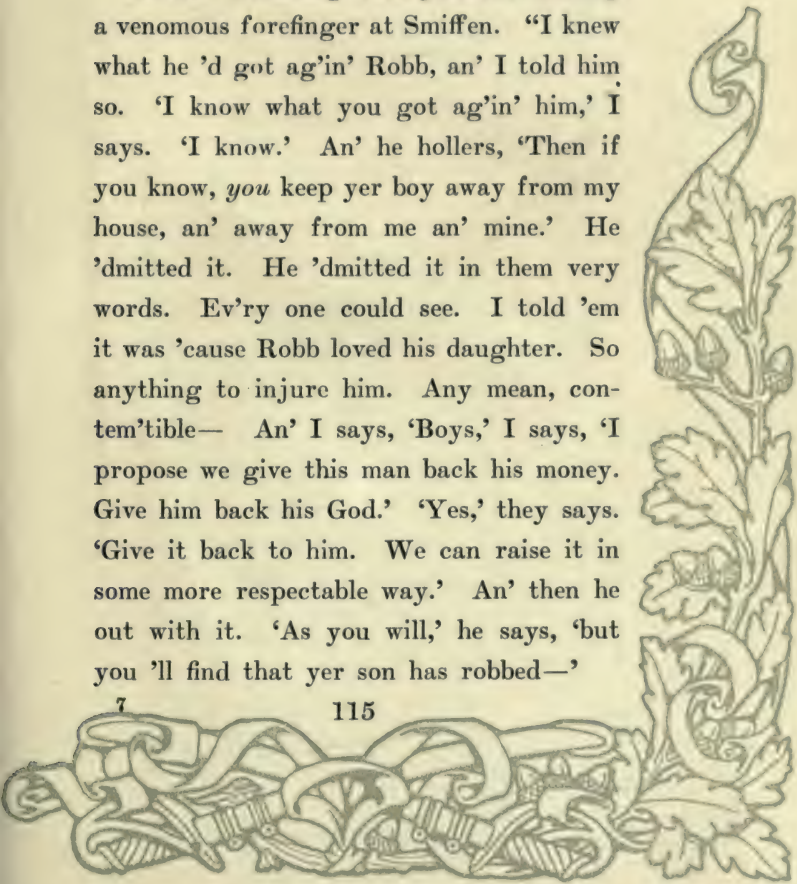 a venomous forefinger at Smiffen. “I knew
what he ’d got ag’in’ Robb, an’ I told him
so. ‘I know what you got ag’in’ him,’ I
says. ‘I know.’ An’ he hollers, ‘Then if
you know, you keep yer boy away from my
house, an’ away from me an’ mine.’ He
’dmitted it. He ’dmitted it in them very
words. Ev’ry one could see. I told ’em
it was ’cause Robb loved his daughter. So
anything to injure him. Any mean, con-
tem’tible— An’ I says, ‘Boys,’ I says, ‘I
propose we give this man back his money.
Give him back his God.’ ‘Yes,’ they says.
‘Give it back to him. We can raise it in
some more respectable way.’ An’ then he
out with it. ‘As you will,’ he says, ‘but
you ’ll find that yer son has robbed—’
7 115